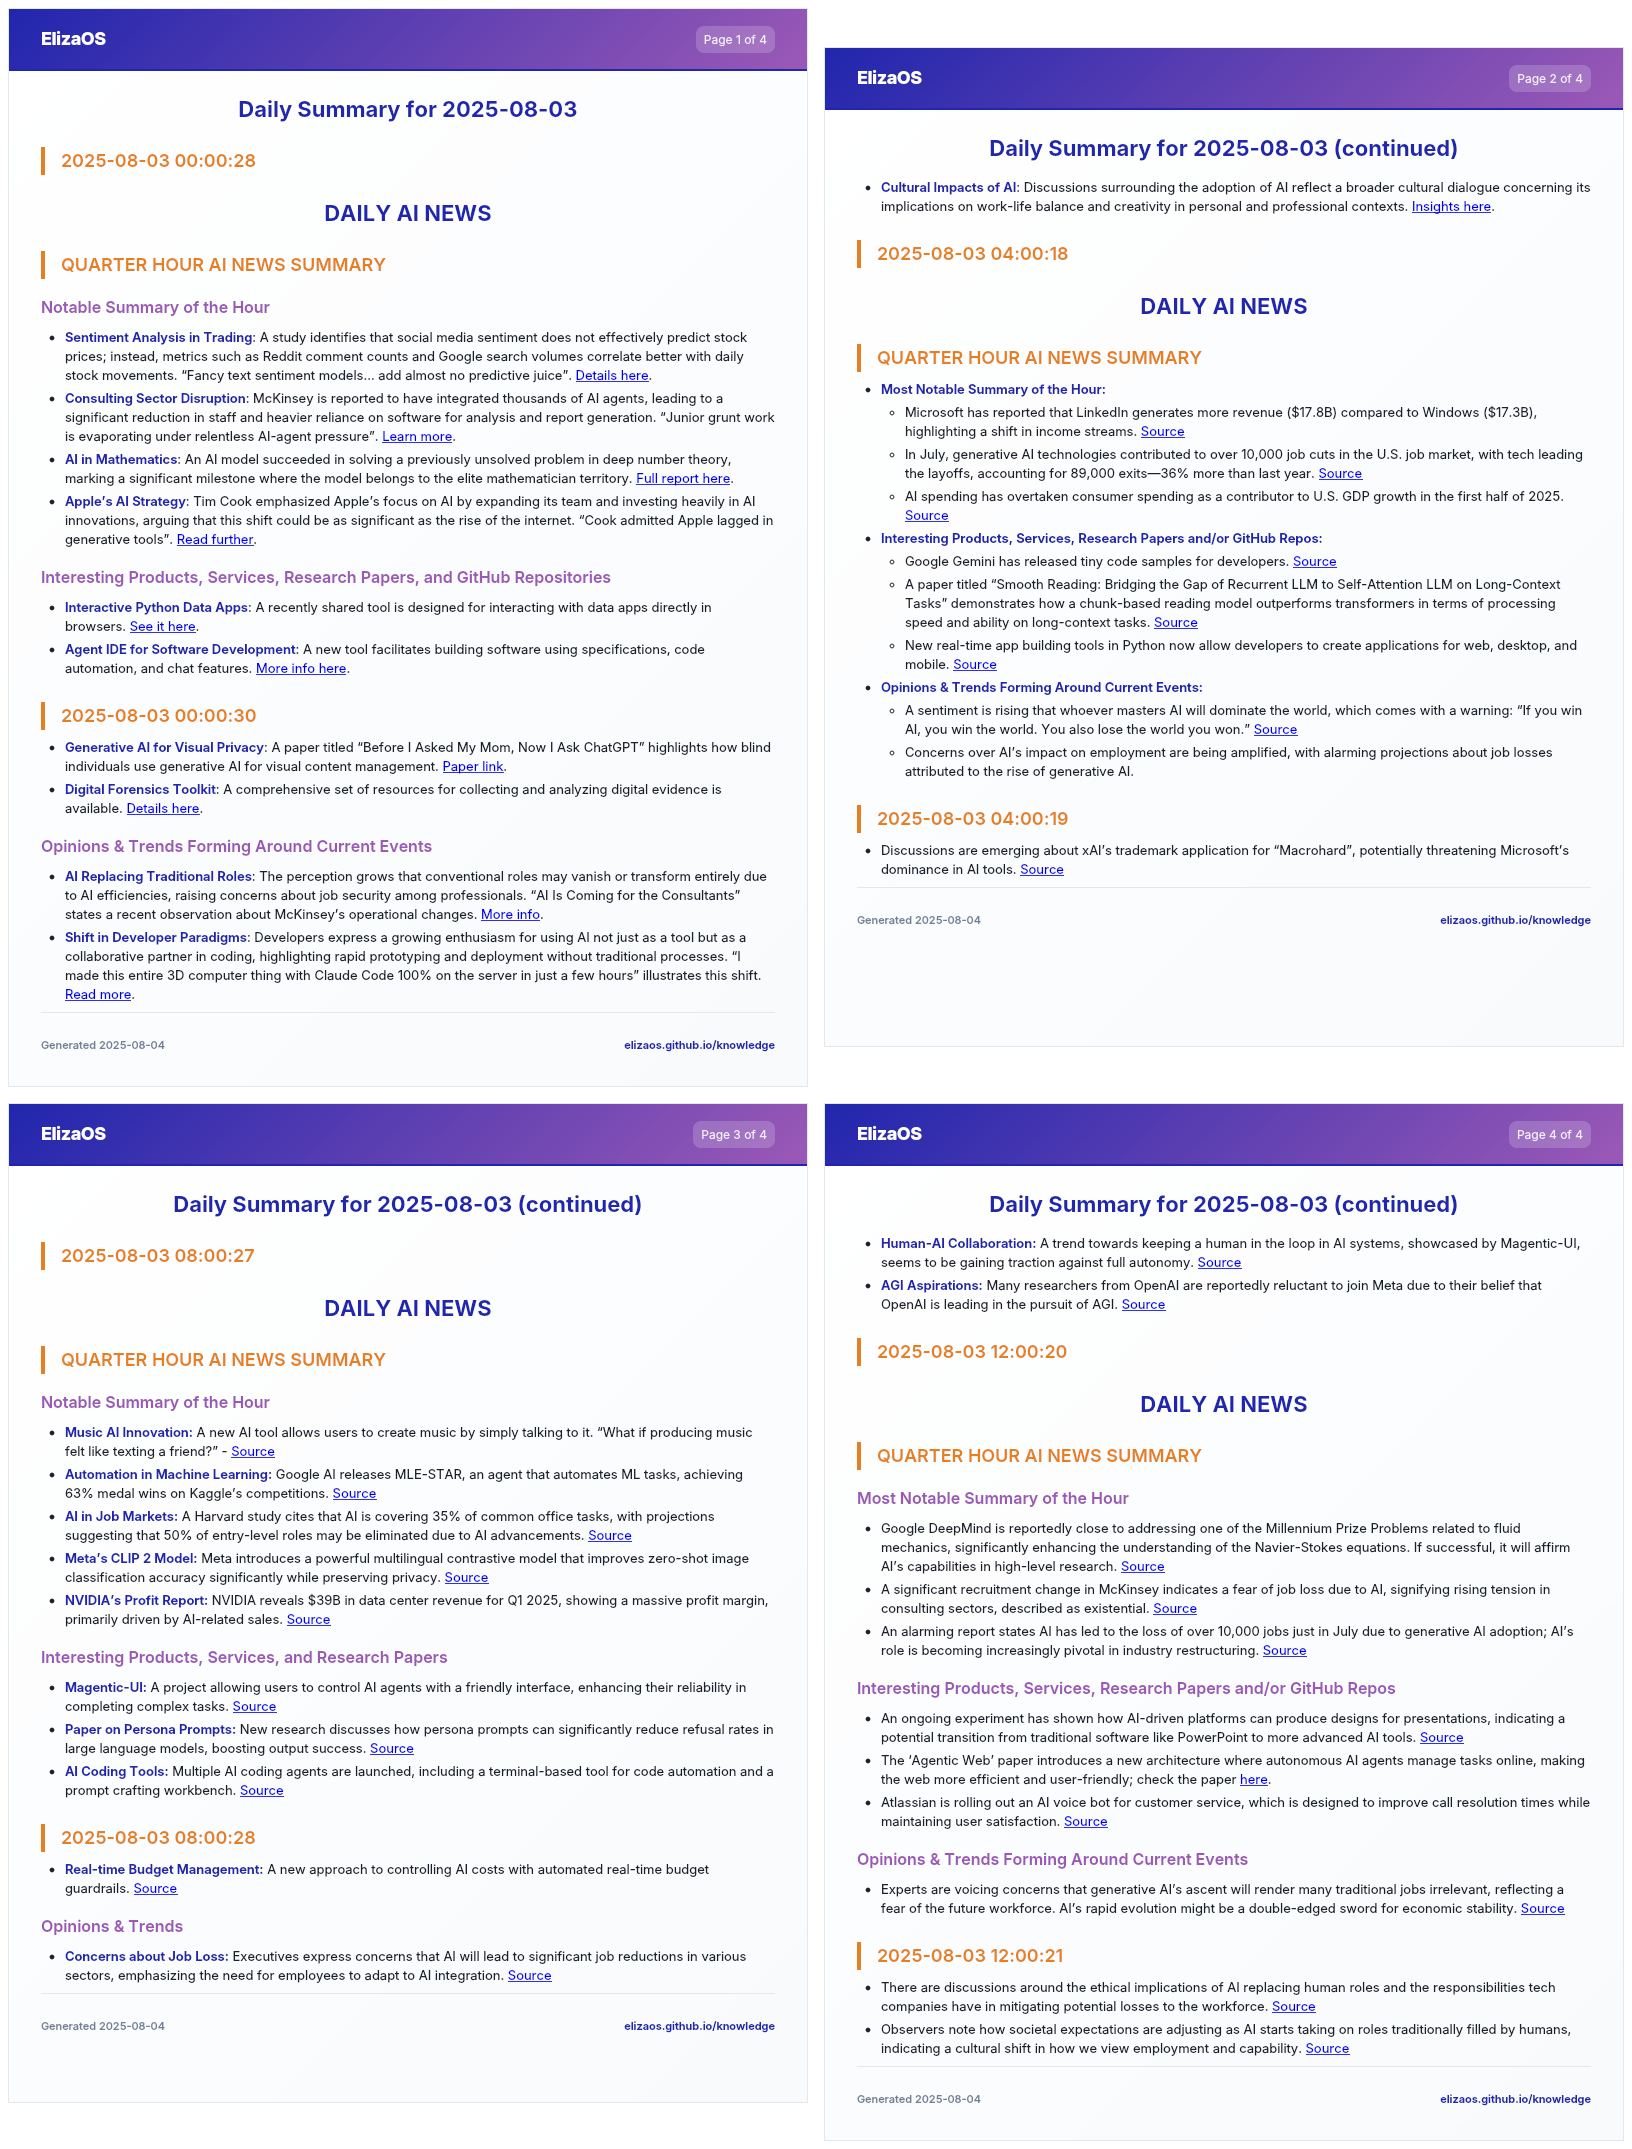 ElizaOS
Page 1 of 4
Daily Summary for 2025-08-03
2025-08-03 00:00:28
DAILY AI NEWS
QUARTER HOUR AI NEWS SUMMARY
Notable Summary of the Hour
• Sentiment Analysis in Trading: A study identifies that social media sentiment does not effectively predict stock
prices; instead, metrics such as Reddit comment counts and Google search volumes correlate better with daily
stock movements. “Fancy text sentiment models… add almost no predictive juice”. Details here.
• Consulting Sector Disruption: McKinsey is reported to have integrated thousands of AI agents, leading to a
significant reduction in staff and heavier reliance on software for analysis and report generation. “Junior grunt work
is evaporating under relentless AI-agent pressure”. Learn more.
• AI in Mathematics: An AI model succeeded in solving a previously unsolved problem in deep number theory,
marking a significant milestone where the model belongs to the elite mathematician territory. Full report here.
• Apple’s AI Strategy: Tim Cook emphasized Apple’s focus on AI by expanding its team and investing heavily in AI
innovations, arguing that this shift could be as significant as the rise of the internet. “Cook admitted Apple lagged in
generative tools”. Read further.
Interesting Products, Services, Research Papers, and GitHub Repositories
• Interactive Python Data Apps: A recently shared tool is designed for interacting with data apps directly in
browsers. See it here.
• Agent IDE for Software Development: A new tool facilitates building software using specifications, code
automation, and chat features. More info here.
2025-08-03 00:00:30
• Generative AI for Visual Privacy: A paper titled “Before I Asked My Mom, Now I Ask ChatGPT” highlights how blind
individuals use generative AI for visual content management. Paper link.
• Digital Forensics Toolkit: A comprehensive set of resources for collecting and analyzing digital evidence is
available. Details here.
Opinions & Trends Forming Around Current Events
• AI Replacing Traditional Roles: The perception grows that conventional roles may vanish or transform entirely due
to AI efficiencies, raising concerns about job security among professionals. “AI Is Coming for the Consultants”
states a recent observation about McKinsey’s operational changes. More info.
• Shift in Developer Paradigms: Developers express a growing enthusiasm for using AI not just as a tool but as a
collaborative partner in coding, highlighting rapid prototyping and deployment without traditional processes. “I
made this entire 3D computer thing with Claude Code 100% on the server in just a few hours” illustrates this shift.
Read more.
Generated 2025-08-04
elizaos.github.io/knowledge
ElizaOS
Page 2 of 4
Daily Summary for 2025-08-03 (continued)
• Cultural Impacts of AI: Discussions surrounding the adoption of AI reflect a broader cultural dialogue concerning its
implications on work-life balance and creativity in personal and professional contexts. Insights here.
2025-08-03 04:00:18
DAILY AI NEWS
QUARTER HOUR AI NEWS SUMMARY
• Most Notable Summary of the Hour:
◦ Microsoft has reported that LinkedIn generates more revenue ($17.8B) compared to Windows ($17.3B),
highlighting a shift in income streams. Source
◦ In July, generative AI technologies contributed to over 10,000 job cuts in the U.S. job market, with tech leading
the layoffs, accounting for 89,000 exits—36% more than last year. Source
◦ AI spending has overtaken consumer spending as a contributor to U.S. GDP growth in the first half of 2025.
Source
• Interesting Products, Services, Research Papers and/or GitHub Repos:
◦ Google Gemini has released tiny code samples for developers. Source
◦ A paper titled “Smooth Reading: Bridging the Gap of Recurrent LLM to Self-Attention LLM on Long-Context
Tasks” demonstrates how a chunk-based reading model outperforms transformers in terms of processing
speed and ability on long-context tasks. Source
◦ New real-time app building tools in Python now allow developers to create applications for web, desktop, and
mobile. Source
• Opinions & Trends Forming Around Current Events:
◦ A sentiment is rising that whoever masters AI will dominate the world, which comes with a warning: “If you win
AI, you win the world. You also lose the world you won.” Source
◦ Concerns over AI’s impact on employment are being amplified, with alarming projections about job losses
attributed to the rise of generative AI.
2025-08-03 04:00:19
• Discussions are emerging about xAI’s trademark application for “Macrohard”, potentially threatening Microsoft’s
dominance in AI tools. Source
Generated 2025-08-04
elizaos.github.io/knowledge
ElizaOS
Page 3 of 4
Daily Summary for 2025-08-03 (continued)
2025-08-03 08:00:27
DAILY AI NEWS
QUARTER HOUR AI NEWS SUMMARY
Notable Summary of the Hour
• Music AI Innovation: A new AI tool allows users to create music by simply talking to it. “What if producing music
felt like texting a friend?” - Source
• Automation in Machine Learning: Google AI releases MLE-STAR, an agent that automates ML tasks, achieving
63% medal wins on Kaggle’s competitions. Source
• AI in Job Markets: A Harvard study cites that AI is covering 35% of common office tasks, with projections
suggesting that 50% of entry-level roles may be eliminated due to AI advancements. Source
• Meta’s CLIP 2 Model: Meta introduces a powerful multilingual contrastive model that improves zero-shot image
classification accuracy significantly while preserving privacy. Source
• NVIDIA’s Profit Report: NVIDIA reveals $39B in data center revenue for Q1 2025, showing a massive profit margin,
primarily driven by AI-related sales. Source
Interesting Products, Services, and Research Papers
• Magentic-UI: A project allowing users to control AI agents with a friendly interface, enhancing their reliability in
completing complex tasks. Source
• Paper on Persona Prompts: New research discusses how persona prompts can significantly reduce refusal rates in
large language models, boosting output success. Source
• AI Coding Tools: Multiple AI coding agents are launched, including a terminal-based tool for code automation and a
prompt crafting workbench. Source
2025-08-03 08:00:28
• Real-time Budget Management: A new approach to controlling AI costs with automated real-time budget
guardrails. Source
Opinions & Trends
• Concerns about Job Loss: Executives express concerns that AI will lead to significant job reductions in various
sectors, emphasizing the need for employees to adapt to AI integration. Source
Generated 2025-08-04
elizaos.github.io/knowledge
ElizaOS
Page 4 of 4
Daily Summary for 2025-08-03 (continued)
• Human-AI Collaboration: A trend towards keeping a human in the loop in AI systems, showcased by Magentic-UI,
seems to be gaining traction against full autonomy. Source
• AGI Aspirations: Many researchers from OpenAI are reportedly reluctant to join Meta due to their belief that
OpenAI is leading in the pursuit of AGI. Source
2025-08-03 12:00:20
DAILY AI NEWS
QUARTER HOUR AI NEWS SUMMARY
Most Notable Summary of the Hour
• Google DeepMind is reportedly close to addressing one of the Millennium Prize Problems related to fluid
mechanics, significantly enhancing the understanding of the Navier-Stokes equations. If successful, it will affirm
AI’s capabilities in high-level research. Source
• A significant recruitment change in McKinsey indicates a fear of job loss due to AI, signifying rising tension in
consulting sectors, described as existential. Source
• An alarming report states AI has led to the loss of over 10,000 jobs just in July due to generative AI adoption; AI’s
role is becoming increasingly pivotal in industry restructuring. Source
Interesting Products, Services, Research Papers and/or GitHub Repos
• An ongoing experiment has shown how AI-driven platforms can produce designs for presentations, indicating a
potential transition from traditional software like PowerPoint to more advanced AI tools. Source
• The ‘Agentic Web’ paper introduces a new architecture where autonomous AI agents manage tasks online, making
the web more efficient and user-friendly; check the paper here.
• Atlassian is rolling out an AI voice bot for customer service, which is designed to improve call resolution times while
maintaining user satisfaction. Source
Opinions & Trends Forming Around Current Events
• Experts are voicing concerns that generative AI’s ascent will render many traditional jobs irrelevant, reflecting a
fear of the future workforce. AI’s rapid evolution might be a double-edged sword for economic stability. Source
2025-08-03 12:00:21
• There are discussions around the ethical implications of AI replacing human roles and the responsibilities tech
companies have in mitigating potential losses to the workforce. Source
• Observers note how societal expectations are adjusting as AI starts taking on roles traditionally filled by humans,
indicating a cultural shift in how we view employment and capability. Source
Generated 2025-08-04
elizaos.github.io/knowledge